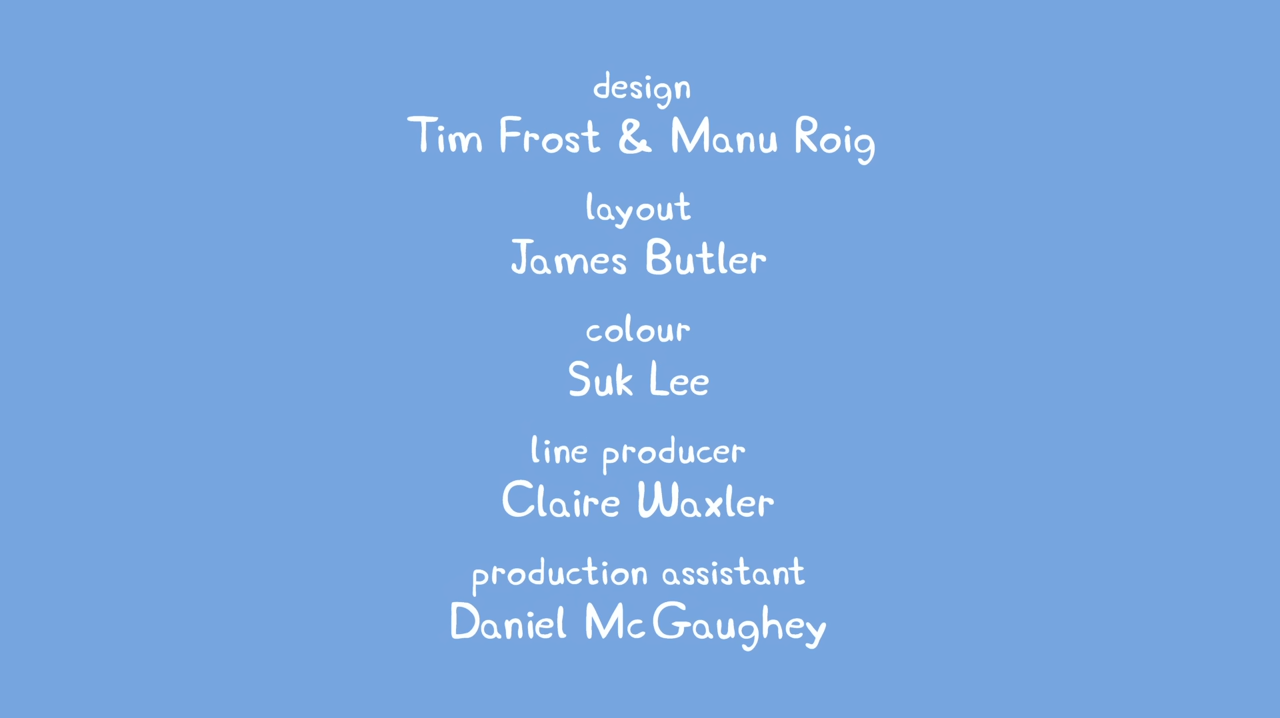 design
Tim Frost & Manu Roig
layout
James Butler
colour
Suk Lee
line producer
Claire Waxler
production assistant
Daniel McGaughey